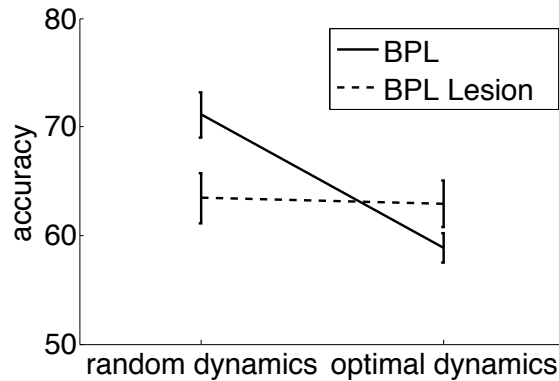 80
BPL
BPL Lesion
70
accuracy
60
50
random dynamics
optimal dynamics